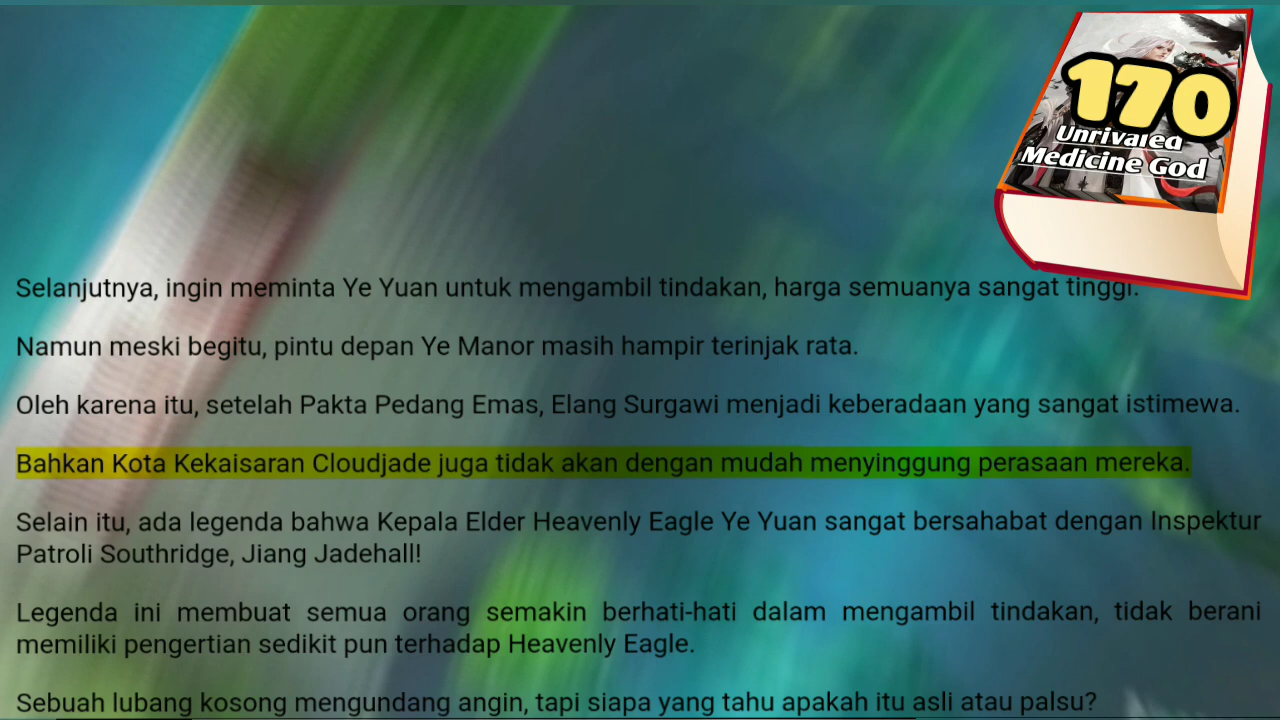 170
Unrivaled
Medicine God
Selanjutnya, ingin meminta Ye Yuan untuk mengambil tindakan, harga semuanya sangat tinggi.
Namun meski begitu, pintu depan Ye Manor masih hampir terinjak rata.
Oleh karena itu, setelah Pakta Pedang Emas, Elang Surgawi menjadi keberadaan yang sangat istimewa.
Bahkan Kota Kekaisaran Cloudjade juga tidak akan dengan mudah menyinggung perasaan mereka.
Selain itu, ada legenda bahwa Kepala Elder Heavenly Eagle Ye Yuan sangat bersahabat dengan Inspektur
Patroli Southridge, Jiang Jadehall!
Legenda ini membuat semua orang semakin berhati-hati dalam mengambil tindakan, tidak berani
memiliki pengertian sedikit pun terhadap Heavenly Eagle.
Sebuah lubang kosong mengundang angin, tapi siapa yang tahu apakah itu asli atau palsu?